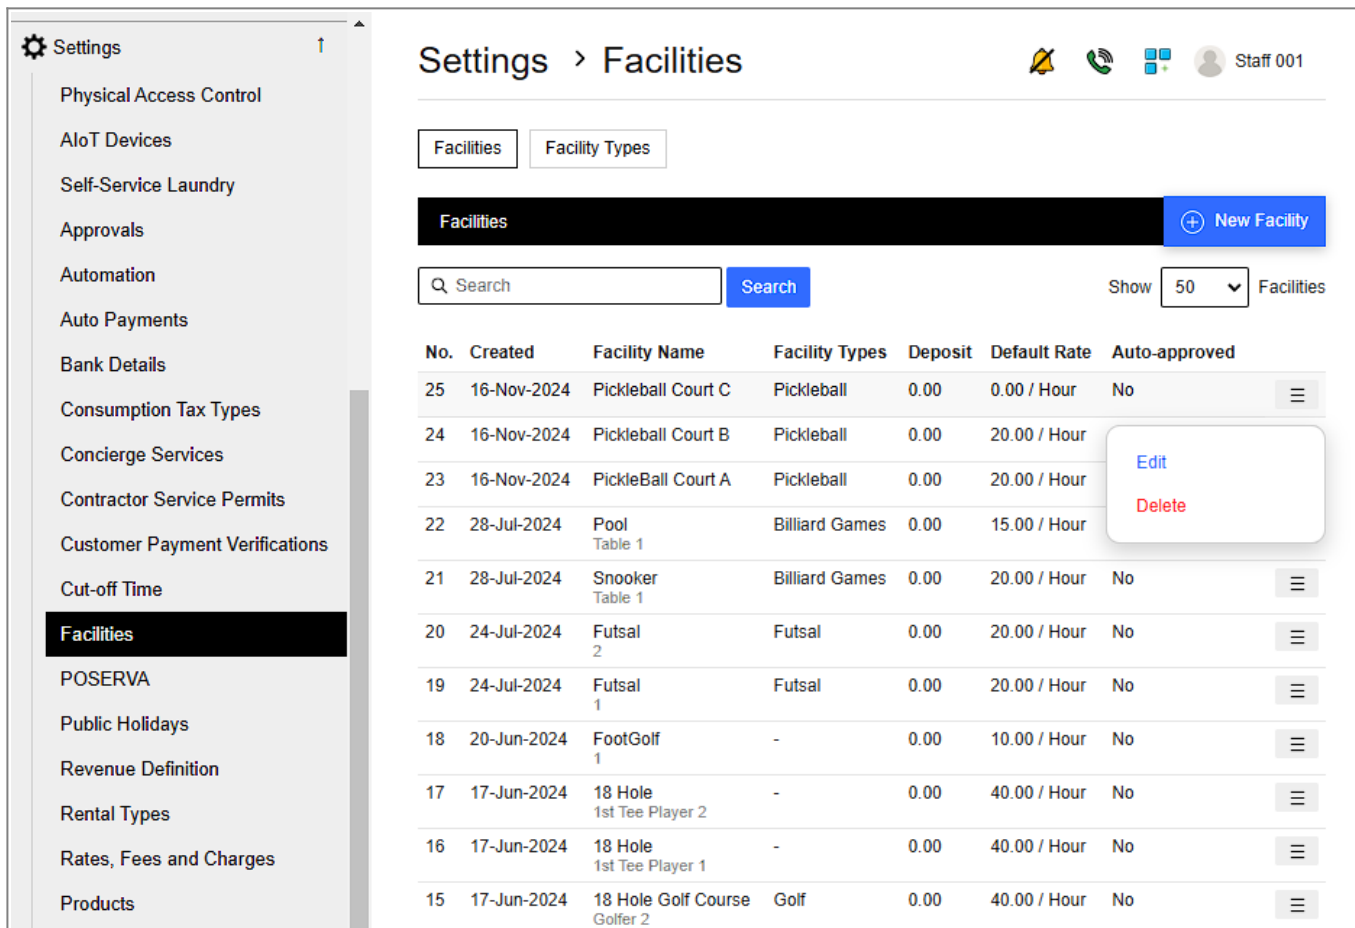 Settings ↑
Physical Access Control
AIoT Devices
Self-Service Laundry
Approvals
Automation
Auto Payments
Bank Details
Consumption Tax Types
Concierge Services
Contractor Service Permits
Customer Payment Verifications
Cut-off Time
Facilities
POSERVA
Public Holidays
Revenue Definition
Rental Types
Rates, Fees and Charges
Products
Settings > Facilities
Staff 001
Facilities Facility Types
Facilities New Facility
Search Search Show 50 Facilities
No. Created Facility Name Facility Types Deposit Default Rate Auto-approved
25 16-Nov-2024 Pickleball Court C Pickleball 0.00 0.00 / Hour No
24 16-Nov-2024 Pickleball Court B Pickleball 0.00 20.00 / Hour
Edit
23 16-Nov-2024 PickleBall Court A Pickleball 0.00 20.00 / Hour
Delete
22 28-Jul-2024 Pool Billiard Games 0.00 15.00 / Hour
Table 1
21 28-Jul-2024 Snooker Billiard Games 0.00 20.00 / Hour No
Table 1
20 24-Jul-2024 Futsal Futsal 0.00 20.00 / Hour No
2
19 24-Jul-2024 Futsal Futsal 0.00 20.00 / Hour No
1
18 20-Jun-2024 FootGolf - 0.00 10.00 / Hour No
1
17 17-Jun-2024 18 Hole - 0.00 40.00 / Hour No
1st Tee Player 2
16 17-Jun-2024 18 Hole - 0.00 40.00 / Hour No
1st Tee Player 1
15 17-Jun-2024 18 Hole Golf Course Golf 0.00 40.00 / Hour No
Golfer 2